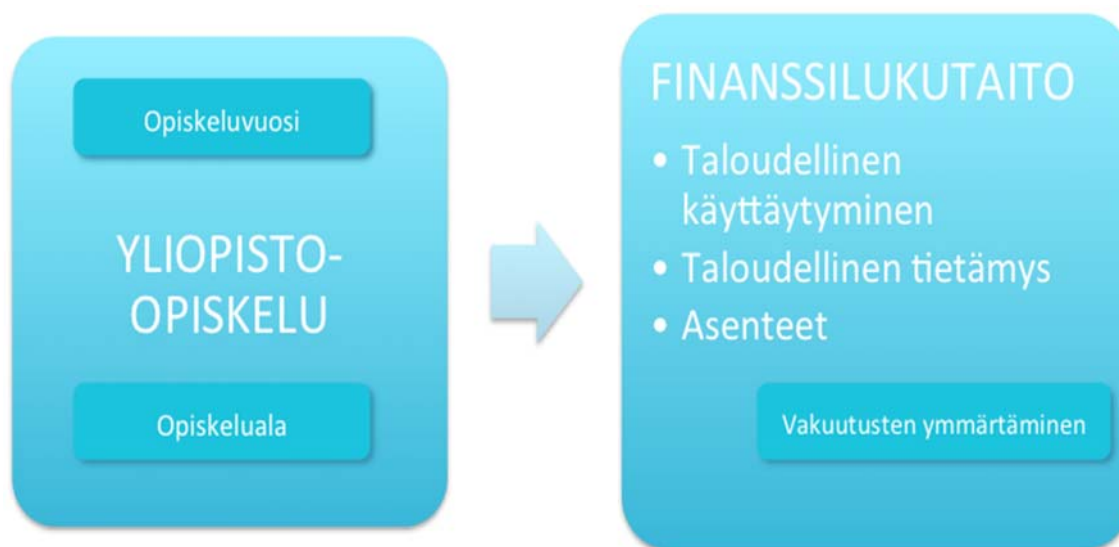 Opiskeluvuosi
YLIOPISTO-
OPISKELU
Opiskeluala
FINANSSILUKUTAITO
• Taloudellinen
käyttäytyminen
• Taloudellinen tietämys
• Asenteet
Vakuutusten ymmärtäminen